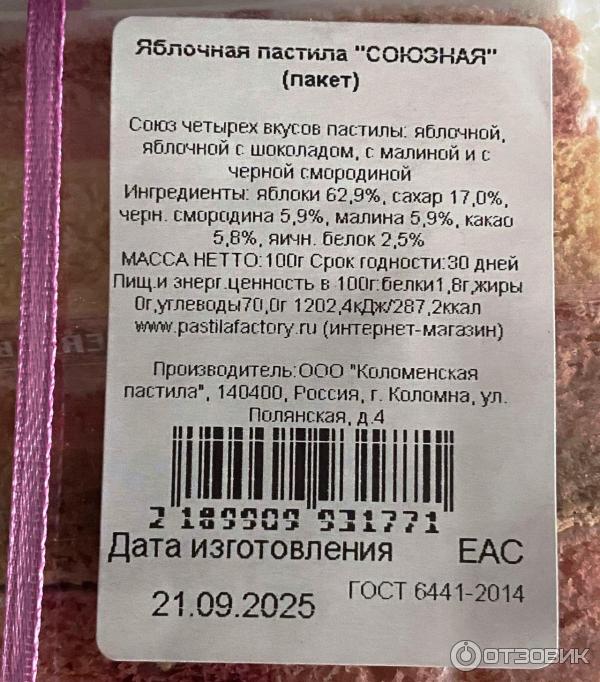 Яблочная пастила "СОЮЗНАЯ"
(пакет)
Союз четырех вкусов пастилы: яблочной,
яблочной с шоколадом, с малиной и с
черной смородиной
Ингредиенты: яблоки 62,9%, сахар 17,0%,
черн. смородина 5,9%, малина 5,9%, какао
5,8%, яичн. белок 2,5%
МАССА НЕТТО:100г Срок годности:30 дней
Пищ.и энерг.ценность в 100г:белки1,8г,жиры
0г,углеводы70,0г 1202,4кДж/287,2ккал
www.pastilafactory.ru (интернет-магазин)
Производитель:ООО "Коломенская
пастила", 140400, Россия, г. Коломна, ул.
Полянская, д.4
2 189909 931771
Дата изготовления EAC
ГОСТ 6441-2014
21.09.2025
ОТЗОВИК